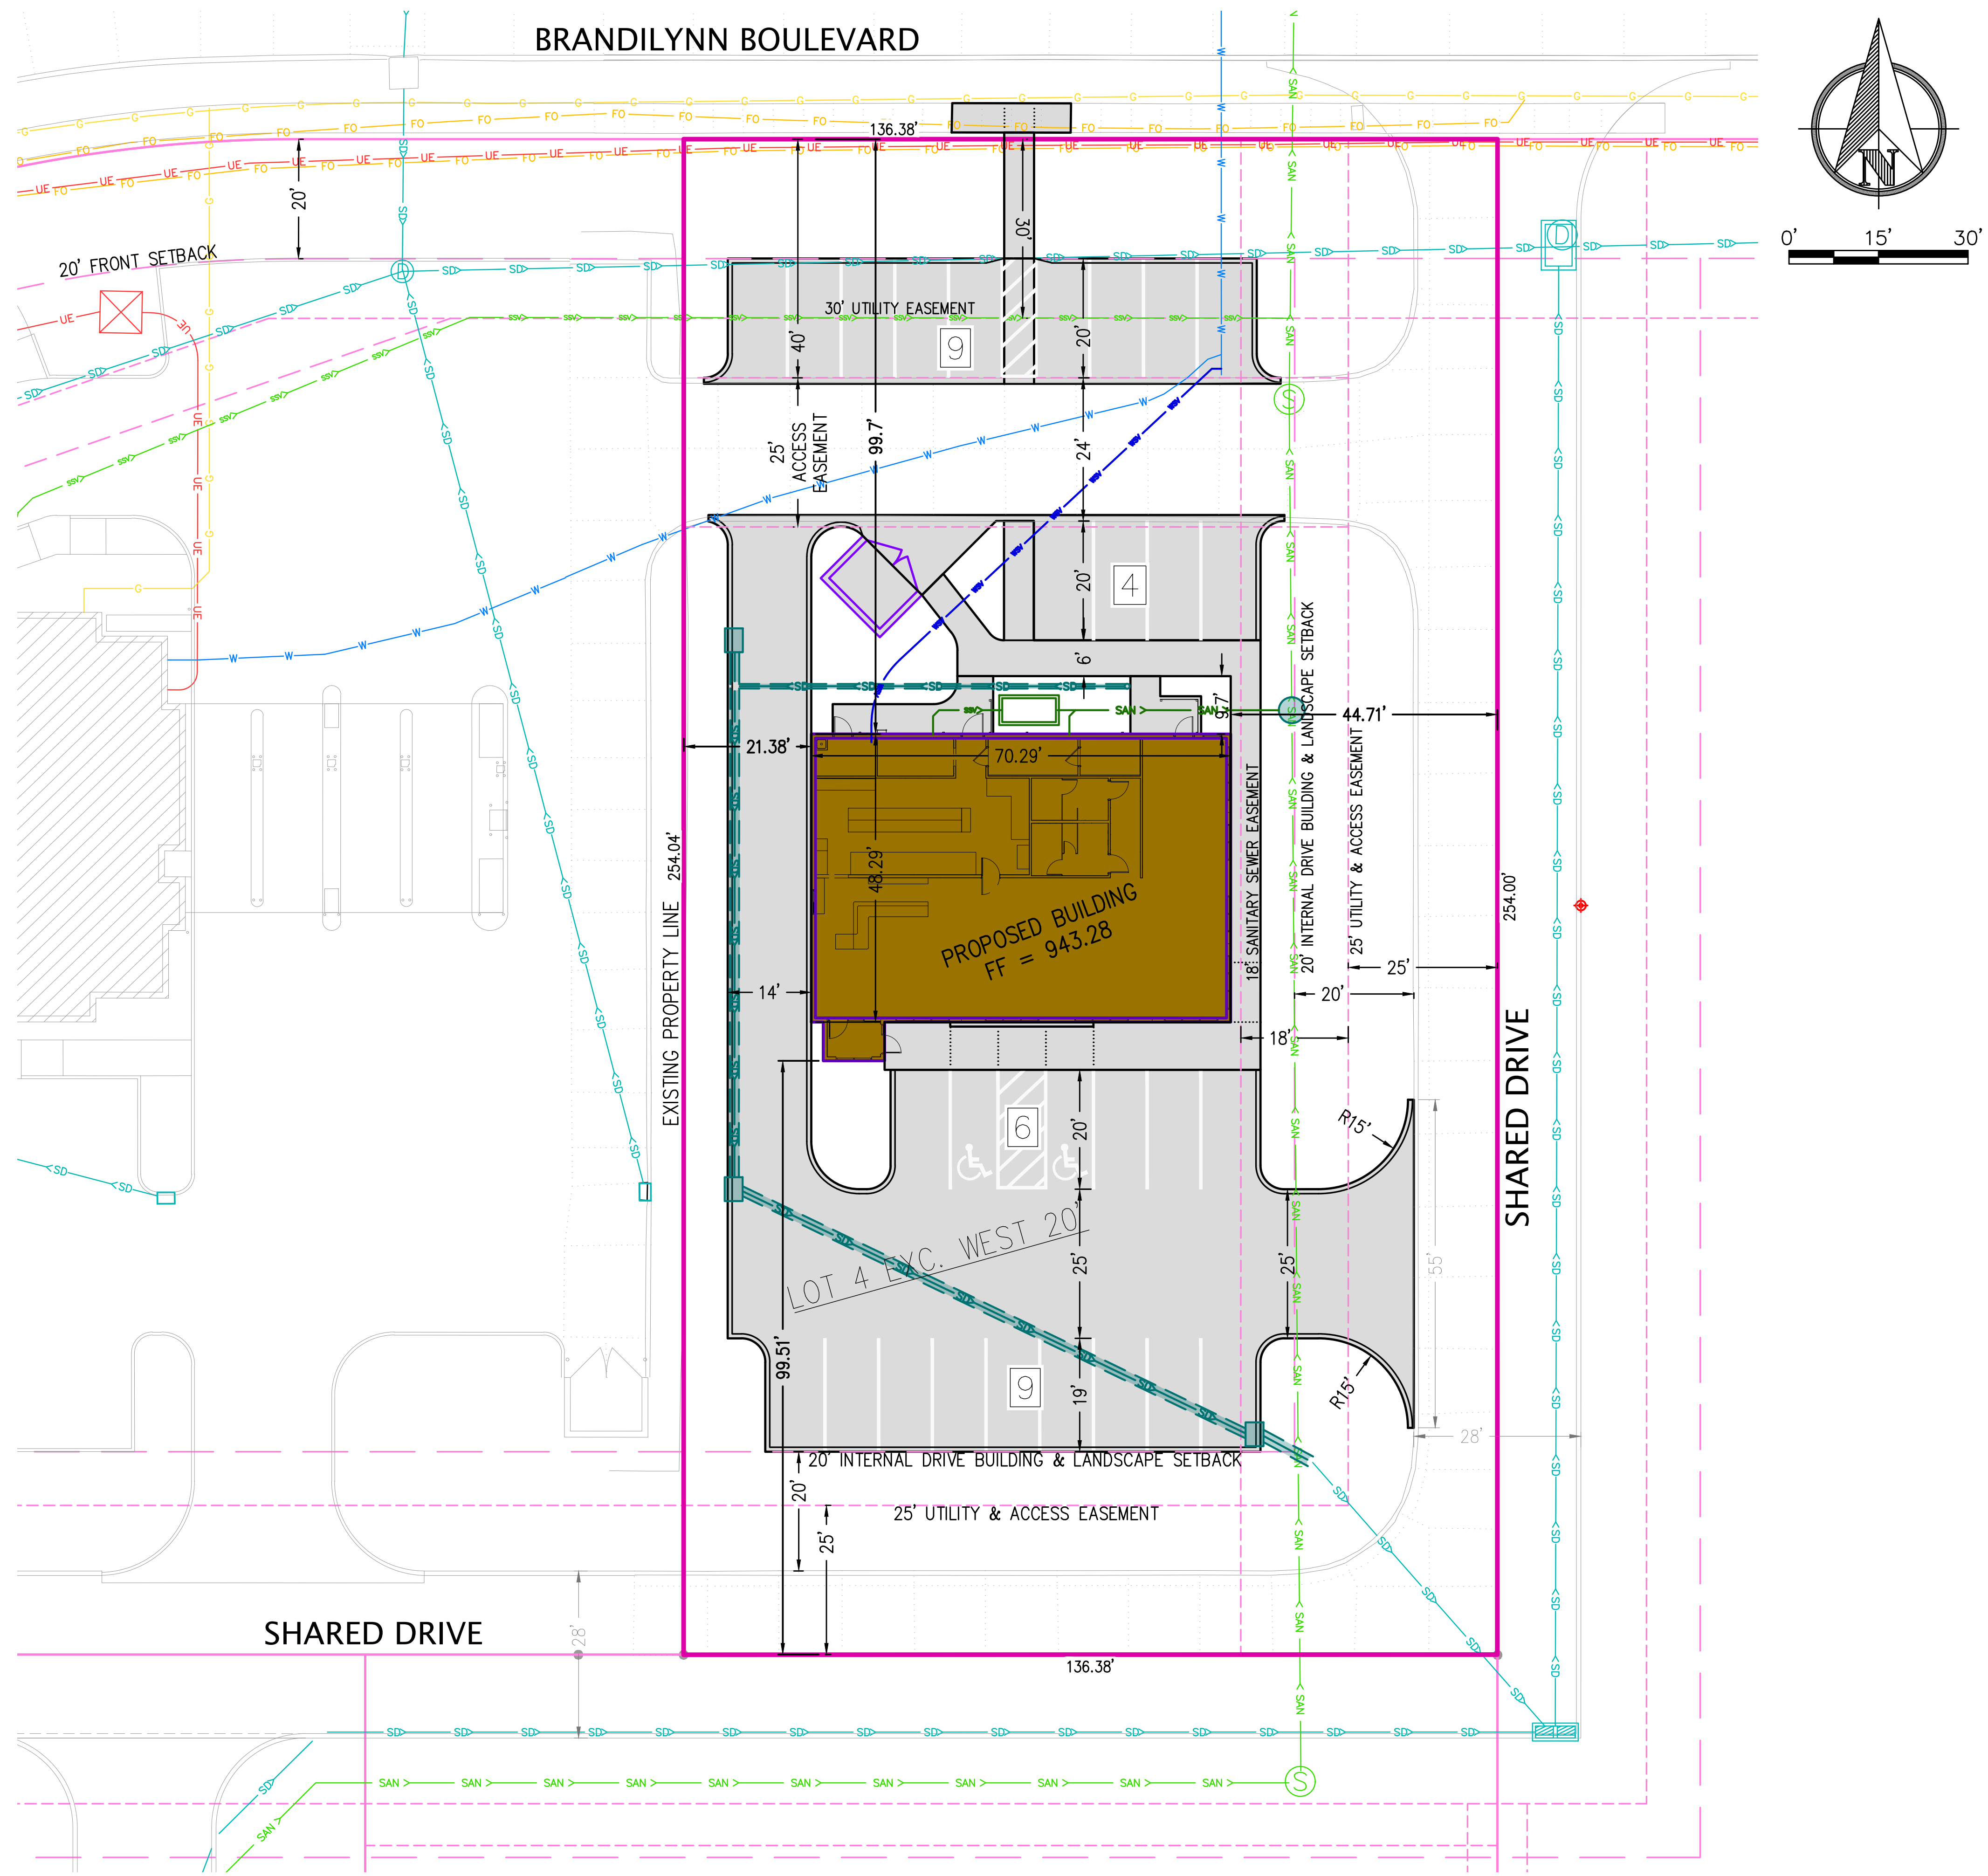 BRANDILYNN BOULEVARD
N
0' 15' 30'
136.38'
20'
20' FRONT SETBACK
30'
30' UTILITY EASEMENT
9
40'
20'
99.7'
25'
ACCESS
EASEMENT
24'
20'
4
6'
9.7'
44.71'
21.38'
70.29'
48.29'
254.04'
EXISTING PROPERTY LINE
PROPOSED BUILDING
FF = 943.28
18' SANITARY SEWER EASEMENT
20' INTERNAL DRIVE BUILDING & LANDSCAPE SETBACK
25' UTILITY & ACCESS EASEMENT
254.00'
25'
14'
20'
18'
SHARED DRIVE
6
20'
R15'
LOT 4 EXC. WEST 20'
25'
25'
55'
99.51'
9
19'
R15'
28'
20' INTERNAL DRIVE BUILDING & LANDSCAPE SETBACK
20'
25' UTILITY & ACCESS EASEMENT
25'
SHARED DRIVE
28'
136.38'
G
FO
UE
SD
SSV
SAN
W
WSV
D
D
S
S